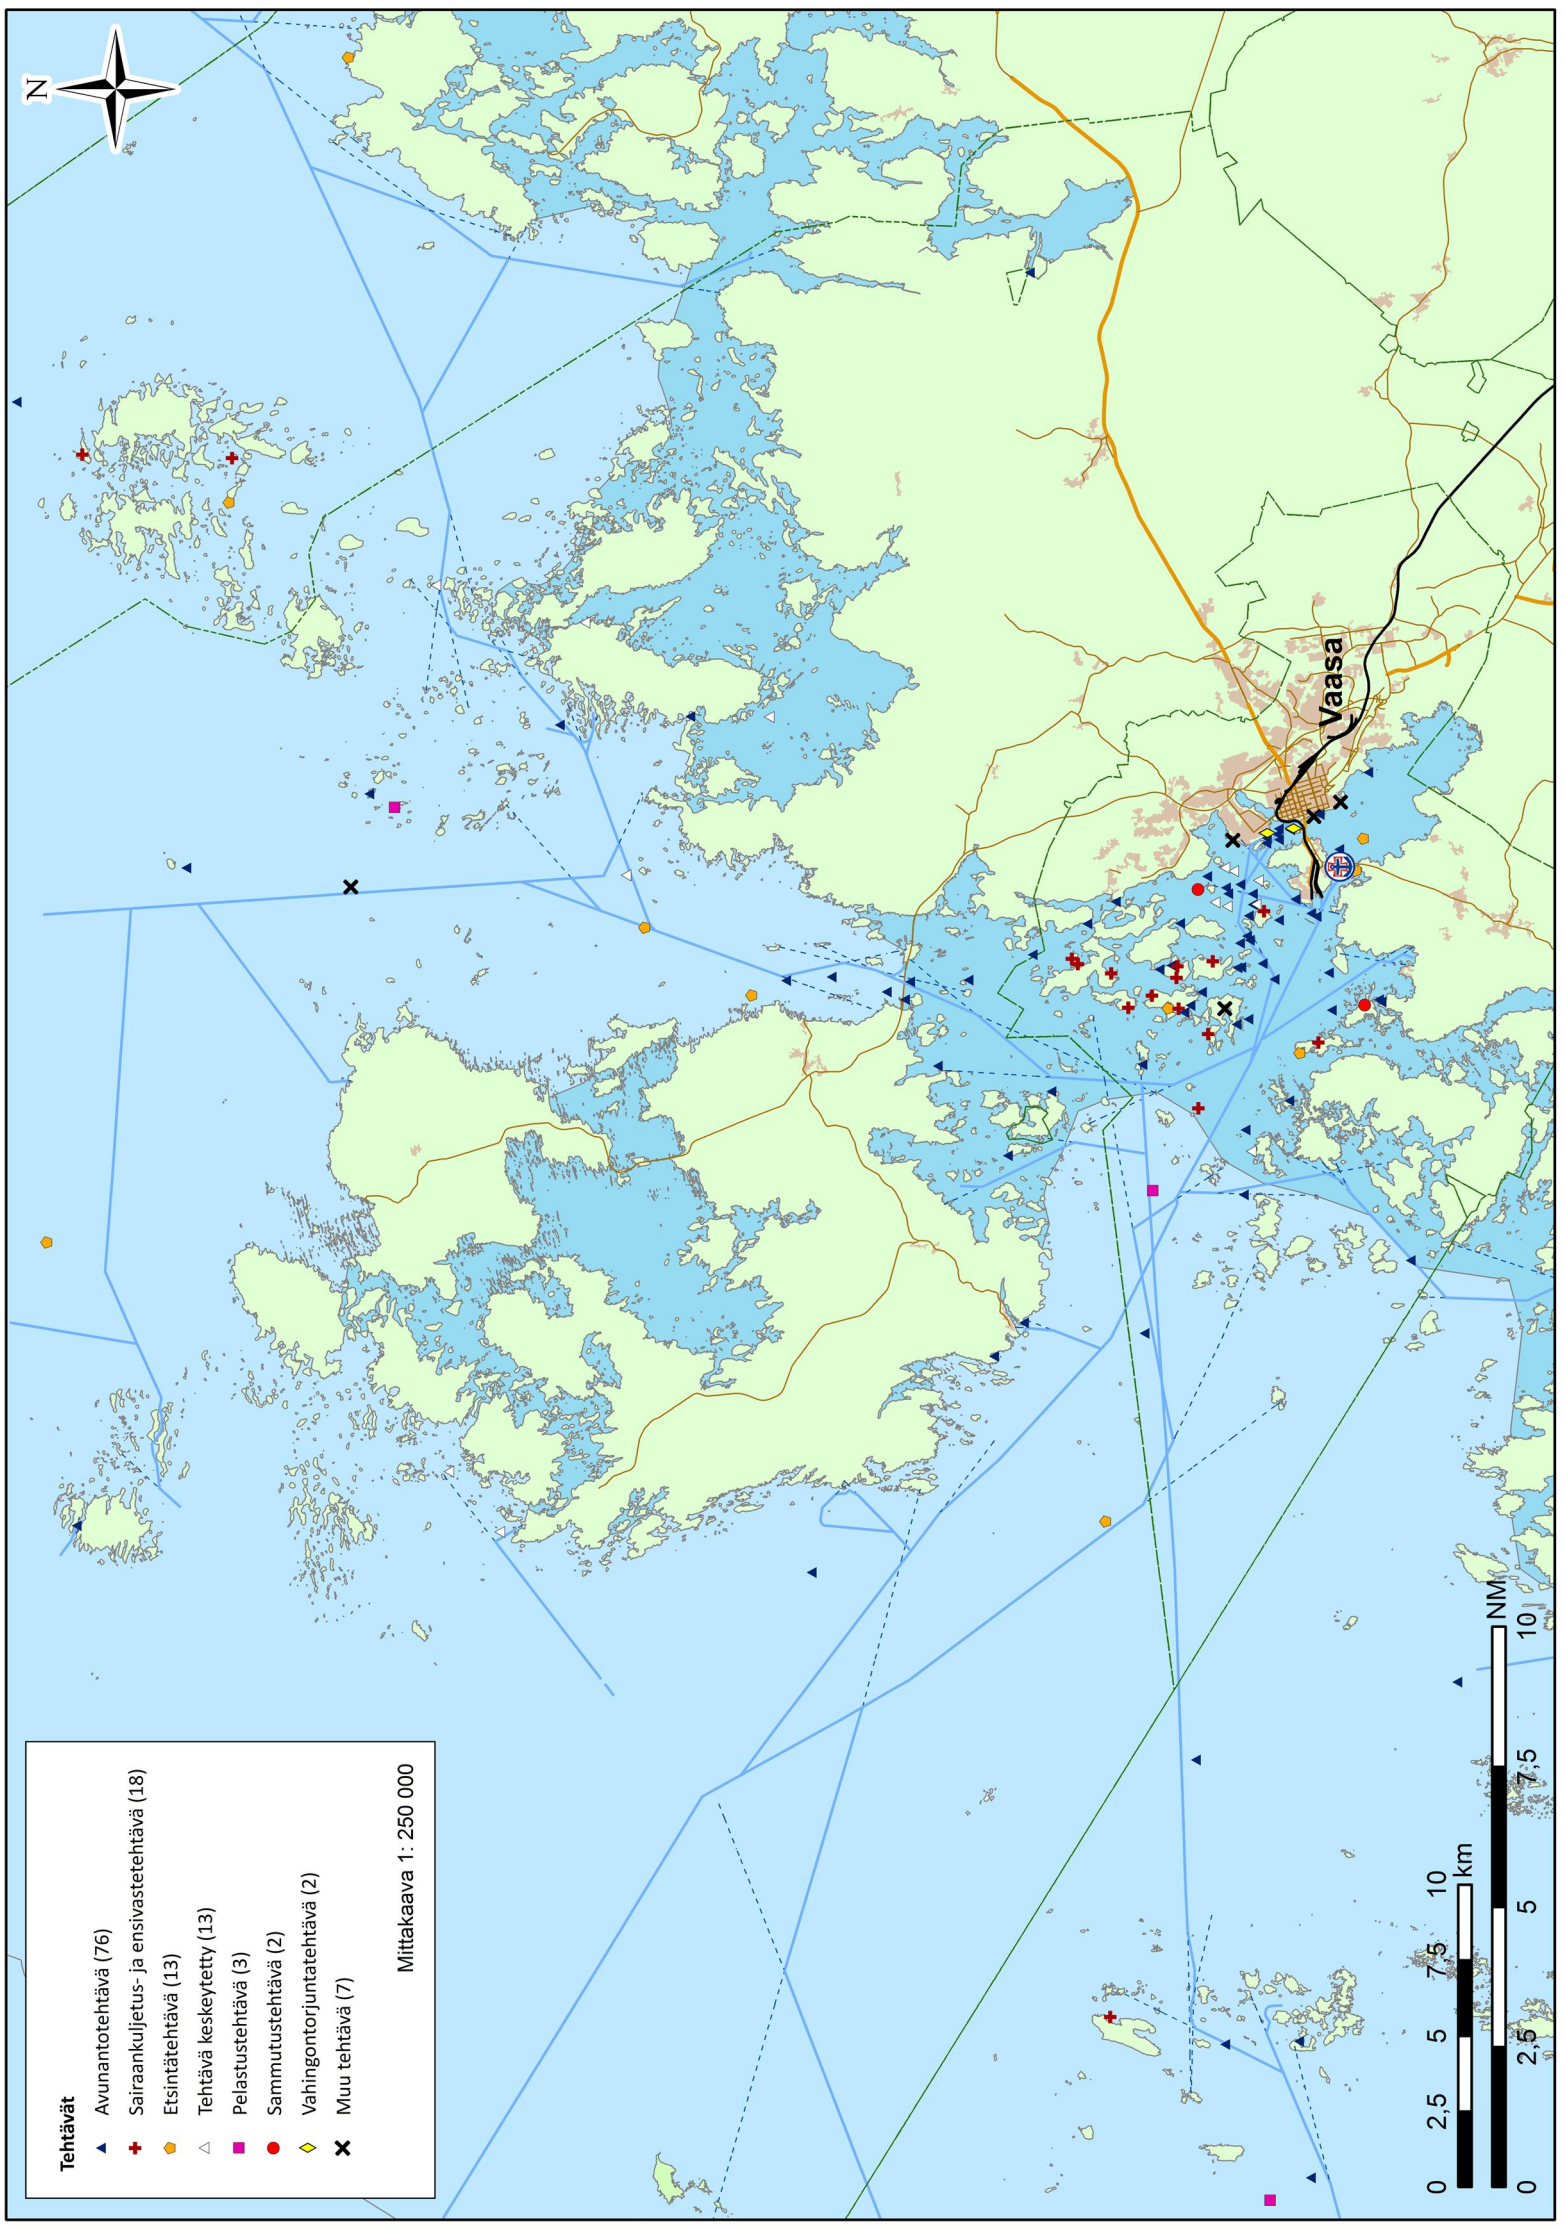 N
Vaasa
Tehtävät
Avunantotehtävä (76)
Sairaankuljetus- ja ensivastetehtävä (18)
Etsintätehtävä (13)
Tehtävä keskeytetty (13)
Pelastustehtävä (3)
Sammutustehtävä (2)
Vahingontorjuntatehtävä (2)
Muu tehtävä (7)
Mittakaava 1: 250 000
0 2,5 5 7,5 10
km
NM
0 2,5 5 7,5 10